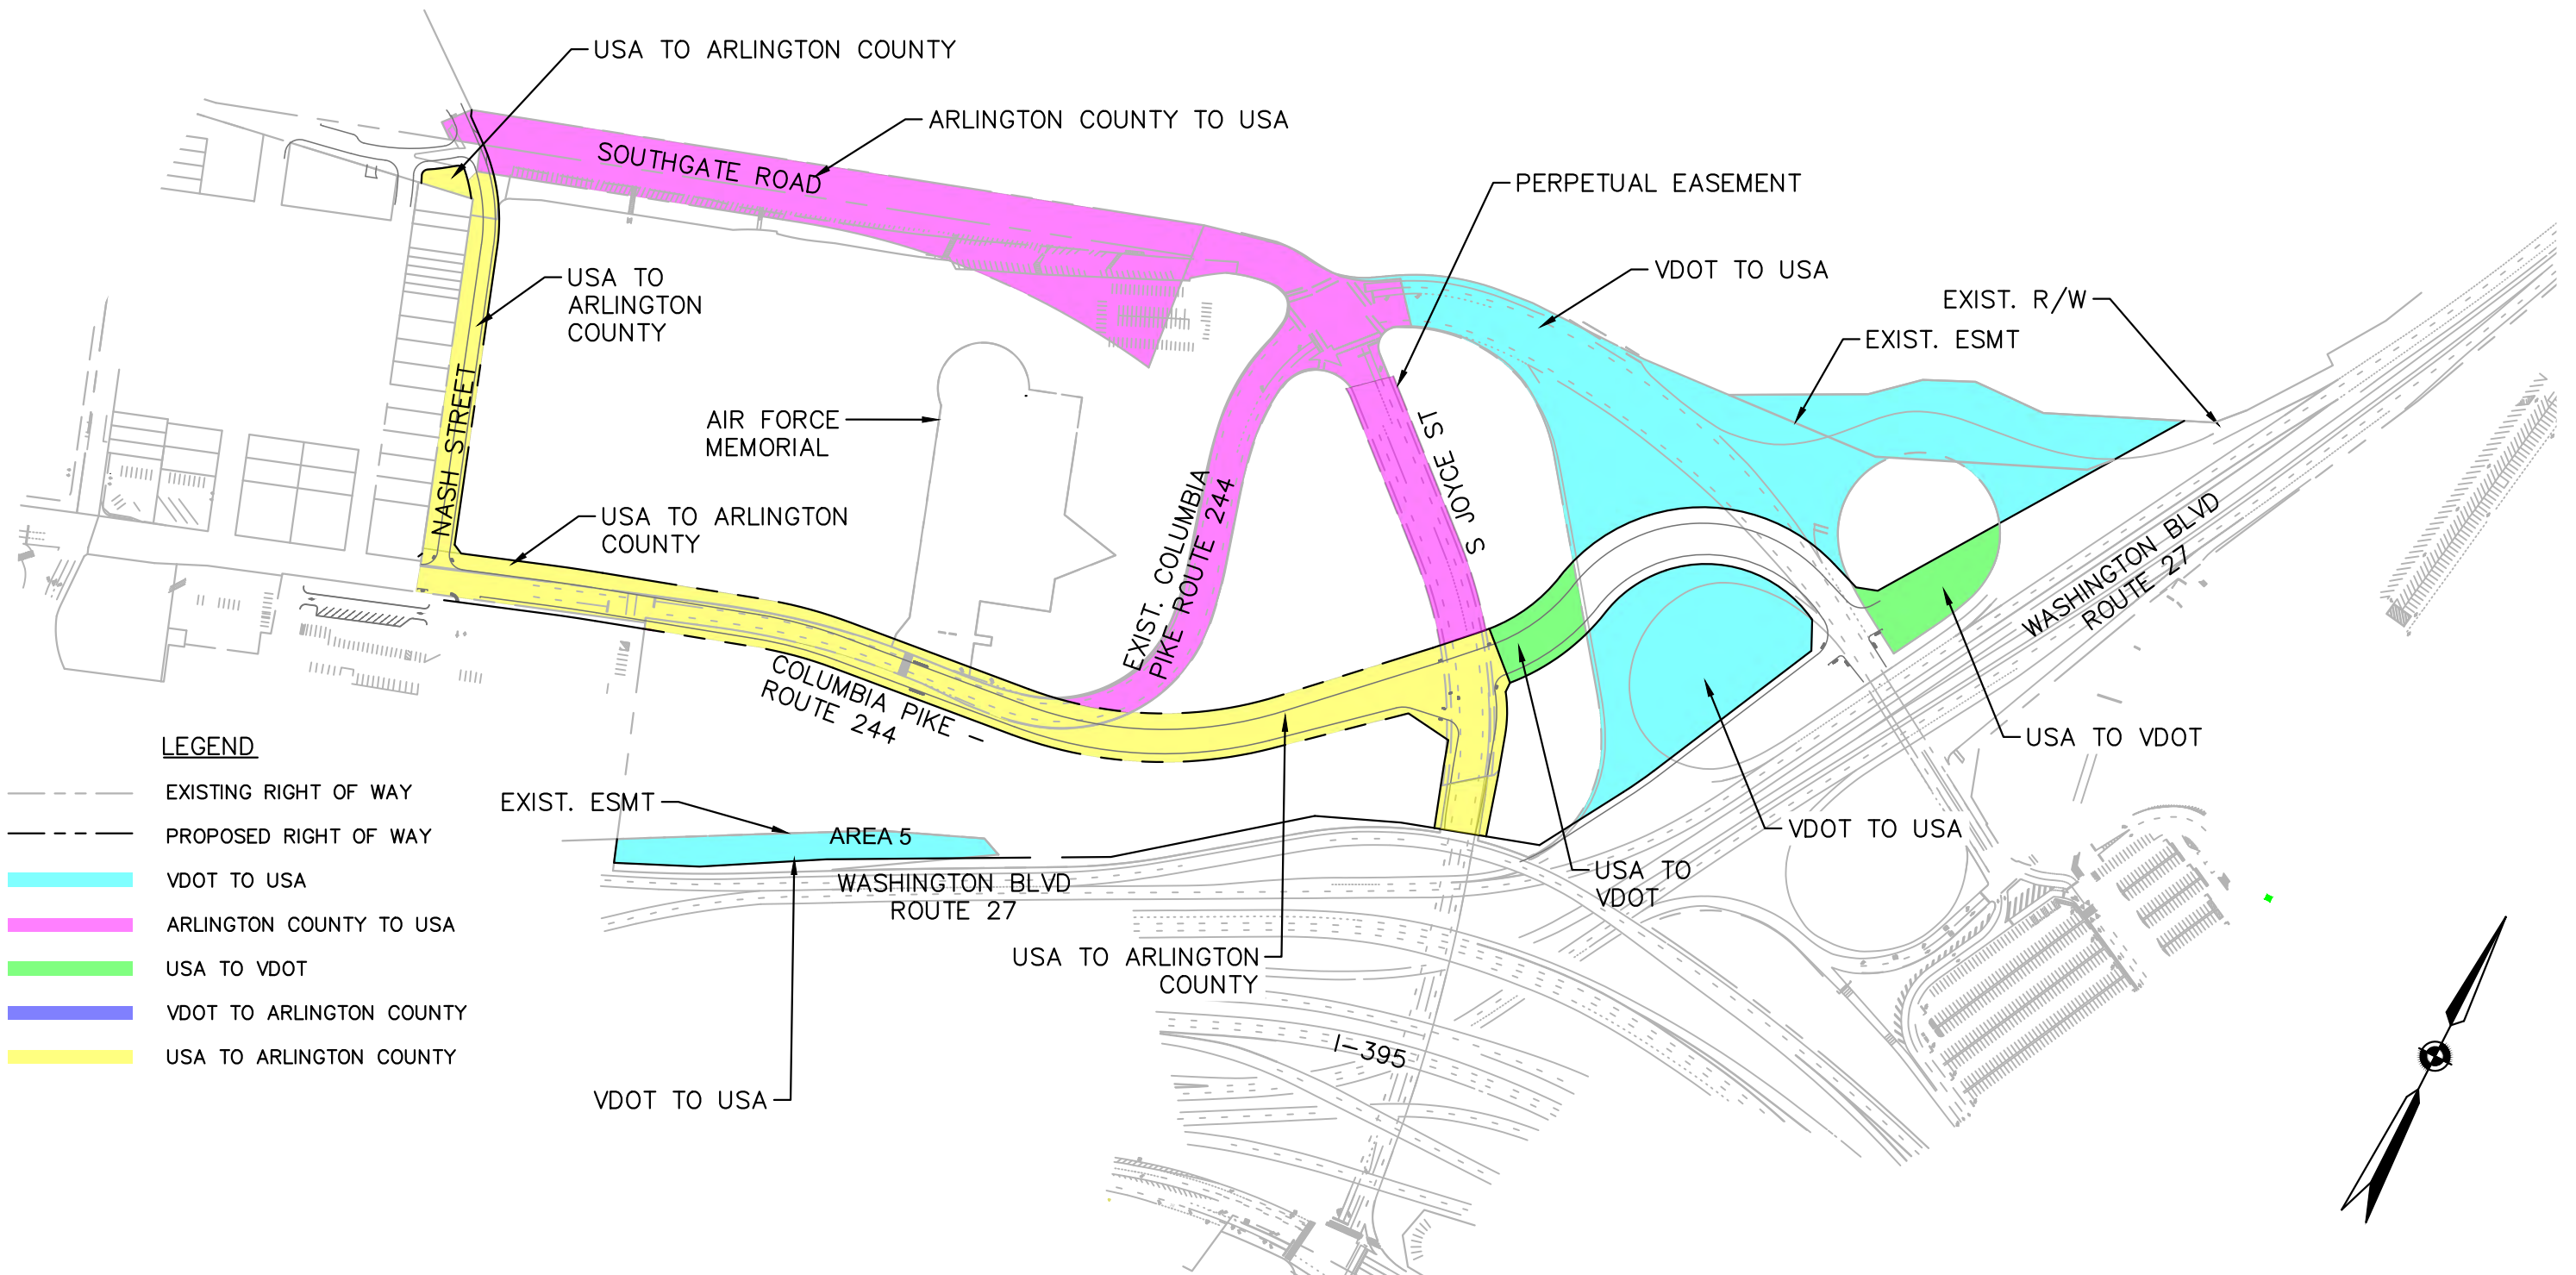 USA TO ARLINGTON COUNTY
ARLINGTON COUNTY TO USA
SOUTHGATE ROAD
PERPETUAL EASEMENT
VDOT TO USA
EXIST. R/W
EXIST. ESMT
USA TO
ARLINGTON
COUNTY
NASH STREET
AIR FORCE
MEMORIAL
S JOYCE ST
EXIST. COLUMBIA
PIKE ROUTE 244
USA TO ARLINGTON
COUNTY
WASHINGTON BLVD
ROUTE 27
COLUMBIA PIKE -
ROUTE 244
USA TO VDOT
LEGEND
EXISTING RIGHT OF WAY
PROPOSED RIGHT OF WAY
VDOT TO USA
ARLINGTON COUNTY TO USA
USA TO VDOT
VDOT TO ARLINGTON COUNTY
USA TO ARLINGTON COUNTY
EXIST. ESMT
AREA 5
WASHINGTON BLVD
ROUTE 27
VDOT TO USA
USA TO
VDOT
USA TO ARLINGTON
COUNTY
I-395
VDOT TO USA